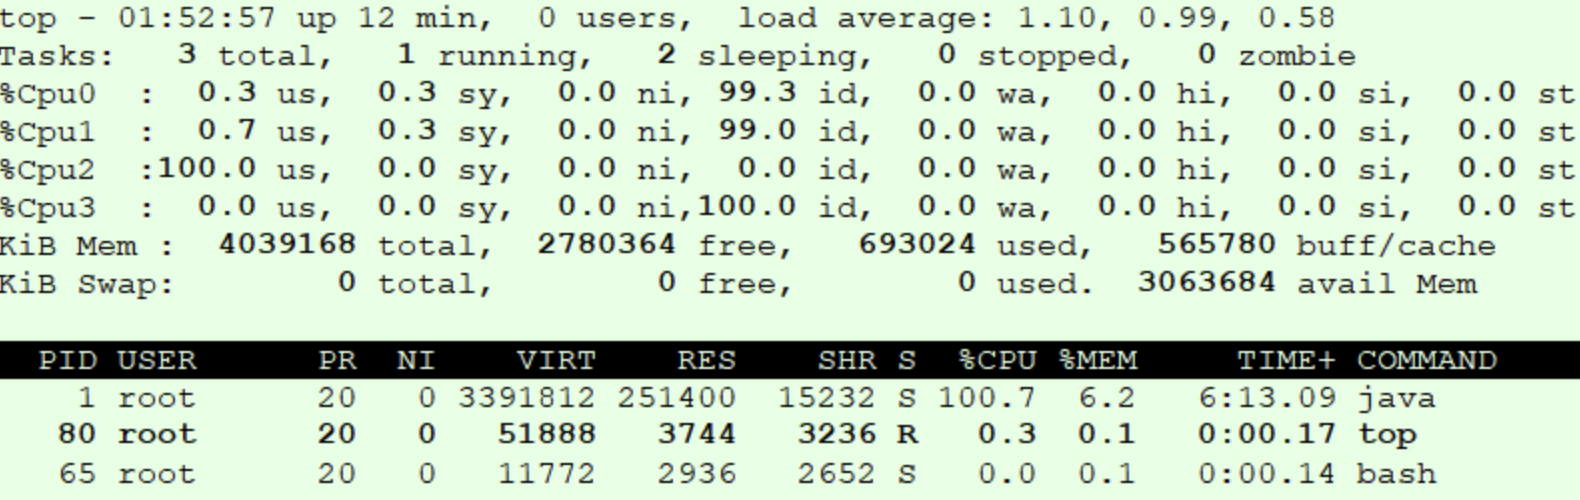 top - 01:52:57 up 12 min,  0 users,  load average: 1.10, 0.99, 0.58
Tasks:   3 total,   1 running,   2 sleeping,   0 stopped,   0 zombie
%Cpu0  :  0.3 us,  0.3 sy,  0.0 ni, 99.3 id,  0.0 wa,  0.0 hi,  0.0 si,  0.0 st
%Cpu1  :  0.7 us,  0.3 sy,  0.0 ni, 99.0 id,  0.0 wa,  0.0 hi,  0.0 si,  0.0 st
%Cpu2  :100.0 us,  0.0 sy,  0.0 ni,  0.0 id,  0.0 wa,  0.0 hi,  0.0 si,  0.0 st
%Cpu3  :  0.0 us,  0.0 sy,  0.0 ni,100.0 id,  0.0 wa,  0.0 hi,  0.0 si,  0.0 st
KiB Mem :  4039168 total,  2780364 free,   693024 used,   565780 buff/cache
KiB Swap:        0 total,        0 free,        0 used.  3063684 avail Mem
  PID USER      PR  NI    VIRT    RES    SHR S  %CPU %MEM     TIME+ COMMAND
    1 root      20   0 3391812 251400  15232 S 100.7  6.2   6:13.09 java
   80 root      20   0   51888   3744   3236 R   0.3  0.1   0:00.17 top
   65 root      20   0   11772   2936   2652 S   0.0  0.1   0:00.14 bash